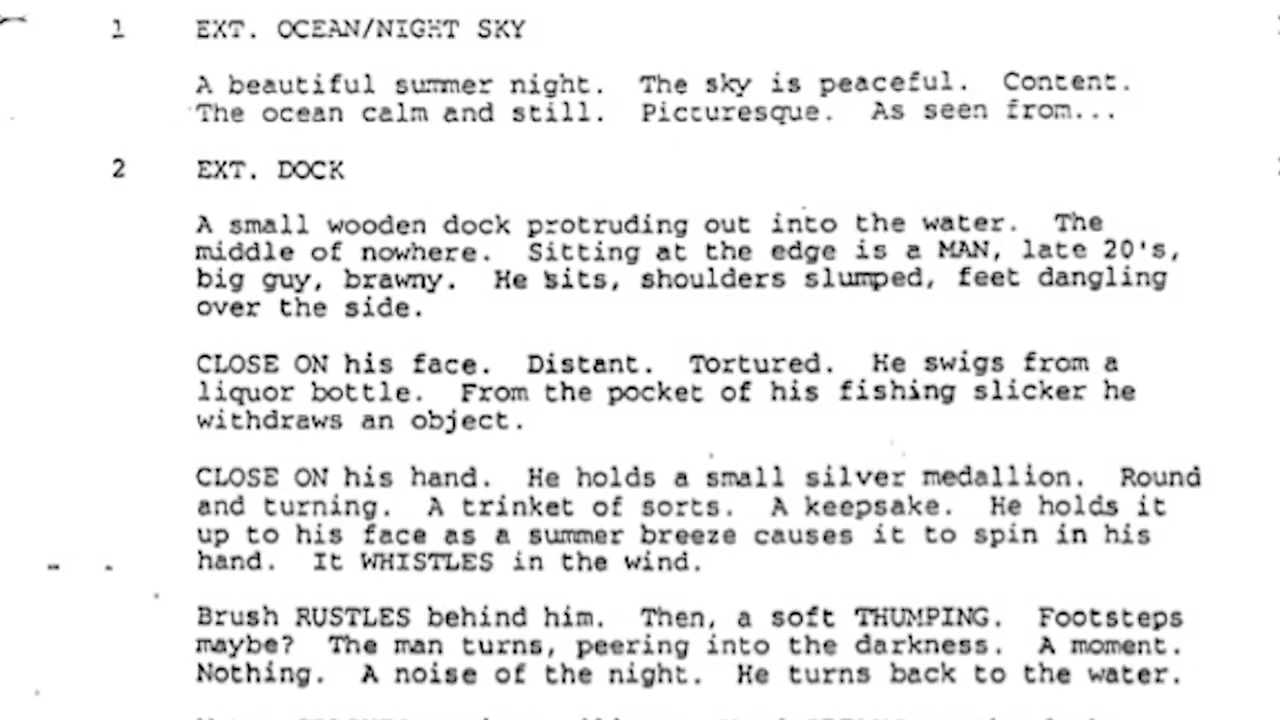 1 EXT. OCEAN/NIGHT SKY
A beautiful summer night. The sky is peaceful. Content.
The ocean calm and still. Picturesque. As seen from...
2 EXT. DOCK
A small wooden dock protruding out into the water. The
middle of nowhere. Sitting at the edge is a MAN, late 20's,
big guy, brawny. He sits, shoulders slumped, feet dangling
over the side.
CLOSE ON his face. Distant. Tortured. He swigs from a
liquor bottle. From the pocket of his fishing slicker he
withdraws an object.
CLOSE ON his hand. He holds a small silver medallion. Round
and turning. A trinket of sorts. A keepsake. He holds it
up to his face as a summer breeze causes it to spin in his
hand. It WHISTLES in the wind.
Brush RUSTLES behind him. Then, a soft THUMPING. Footsteps
maybe? The man turns, peering into the darkness. A moment.
Nothing. A noise of the night. He turns back to the water.